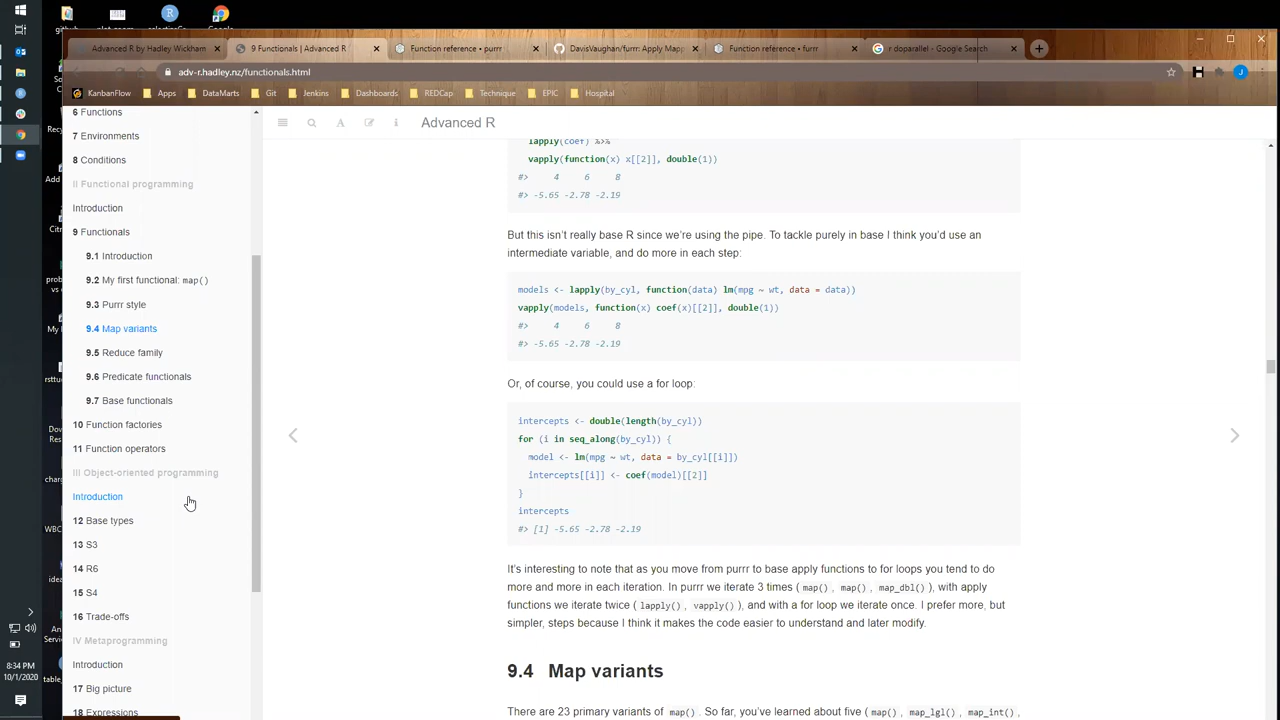 Advanced R by Hadley Wickham
9 Functionals | Advanced R
Function reference • purrr
DavisVaughan/furrr: Apply Mapp
Function reference • furrr
r doparallel - Google Search
adv-r.hadley.nz/functionals.html
J
KanbanFlow
Apps
DataMarts
Git
Jenkins
Dashboards
REDCap
Technique
EPIC
Hospital
6 Functions
7 Environments
8 Conditions
II Functional programming
Introduction
9 Functionals
9.1 Introduction
9.2 My first functional: map()
9.3 Purrr style
9.4 Map variants
9.5 Reduce family
9.6 Predicate functionals
9.7 Base functionals
10 Function factories
11 Function operators
III Object-oriented programming
Introduction
12 Base types
13 S3
14 R6
15 S4
16 Trade-offs
IV Metaprogramming
Introduction
17 Big picture
18 Expressions
Advanced R
lapply(coef) %>%
vapply(function(x) x[[2]], double(1))
#> 4 6 8
#> -5.65 -2.78 -2.19
But this isn't really base R since we're using the pipe. To tackle purely in base I think you'd use an
intermediate variable, and do more in each step:
models <- lapply(by_cyl, function(data) lm(mpg ~ wt, data = data))
vapply(models, function(x) coef(x)[[2]], double(1))
#> 4 6 8
#> -5.65 -2.78 -2.19
Or, of course, you could use a for loop:
intercepts <- double(length(by_cyl))
for (i in seq_along(by_cyl)) {
model <- lm(mpg ~ wt, data = by_cyl[[i]])
intercepts[[i]] <- coef(model)[[2]]
}
intercepts
#> [1] -5.65 -2.78 -2.19
It's interesting to note that as you move from purrr to base apply functions to for loops you tend to do
more and more in each iteration. In purrr we iterate 3 times ( map() , map() , map_dbl() ), with apply
functions we iterate twice ( lapply() , vapply() ), and with a for loop we iterate once. I prefer more, but
simpler, steps because I think it makes the code easier to understand and later modify.
9.4 Map variants
There are 23 primary variants of map() . So far, you've learned about five ( map() , map_lgl() , map_int() ,
8:34 PM
10/1/2020